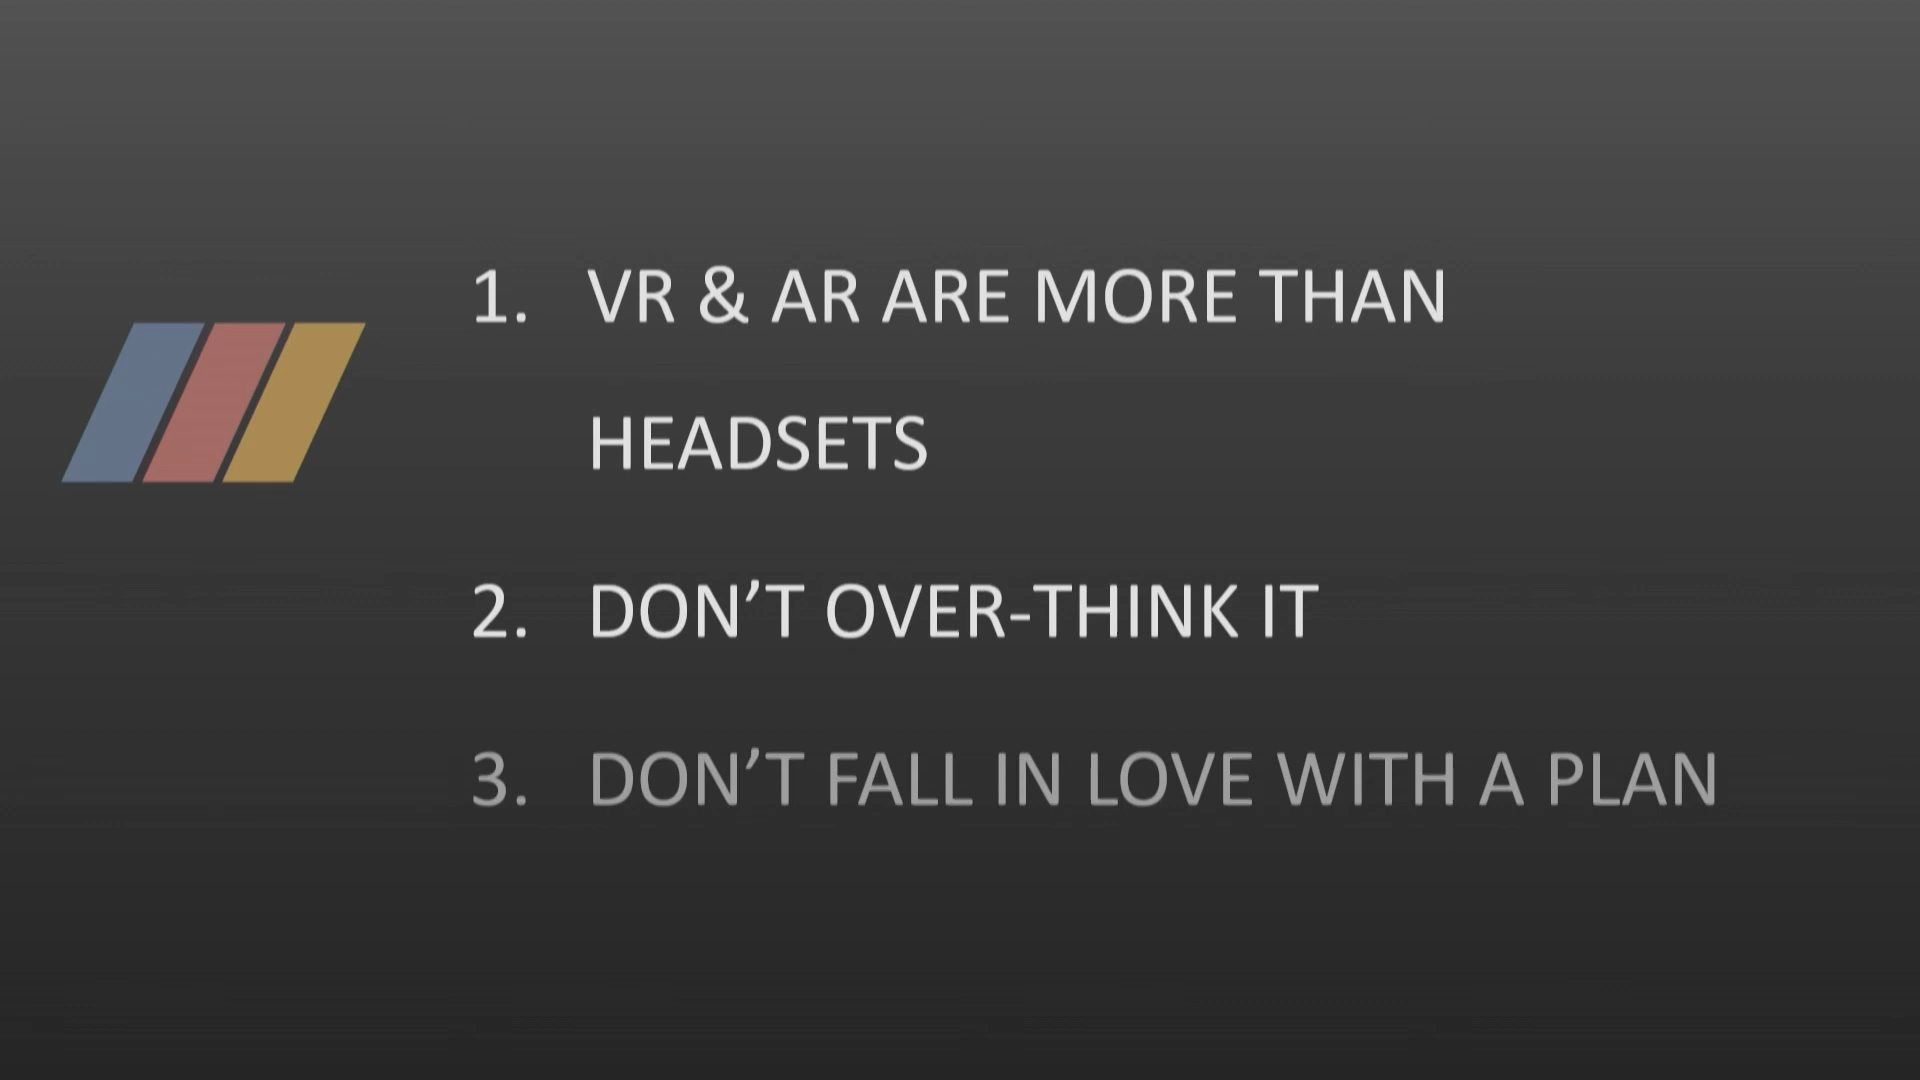 1. VR & AR ARE MORE THAN
HEADSETS
2. DON’T OVER-THINK IT
3. DON’T FALL IN LOVE WITH A PLAN